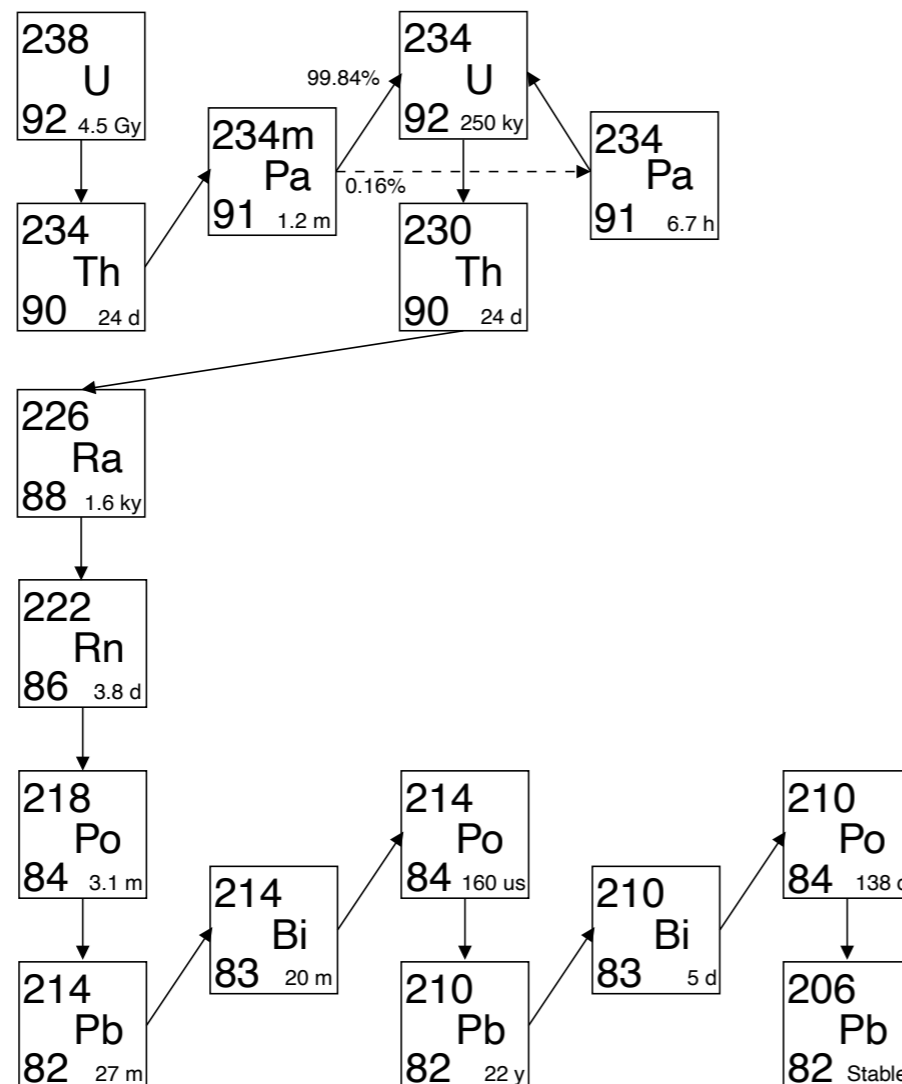 238
U
92 4.5 Gy
99.84%
234
U
92 250 ky
234m
Pa
91 1.2 m
0.16%
234
Pa
91 6.7 h
234
Th
90 24 d
230
Th
90 24 d
226
Ra
88 1.6 ky
222
Rn
86 3.8 d
218
Po
84 3.1 m
214
Bi
83 20 m
214
Po
84 160 us
210
Bi
83 5 d
210
Po
84 138 d
214
Pb
82 27 m
210
Pb
82 22 y
206
Pb
82 Stable